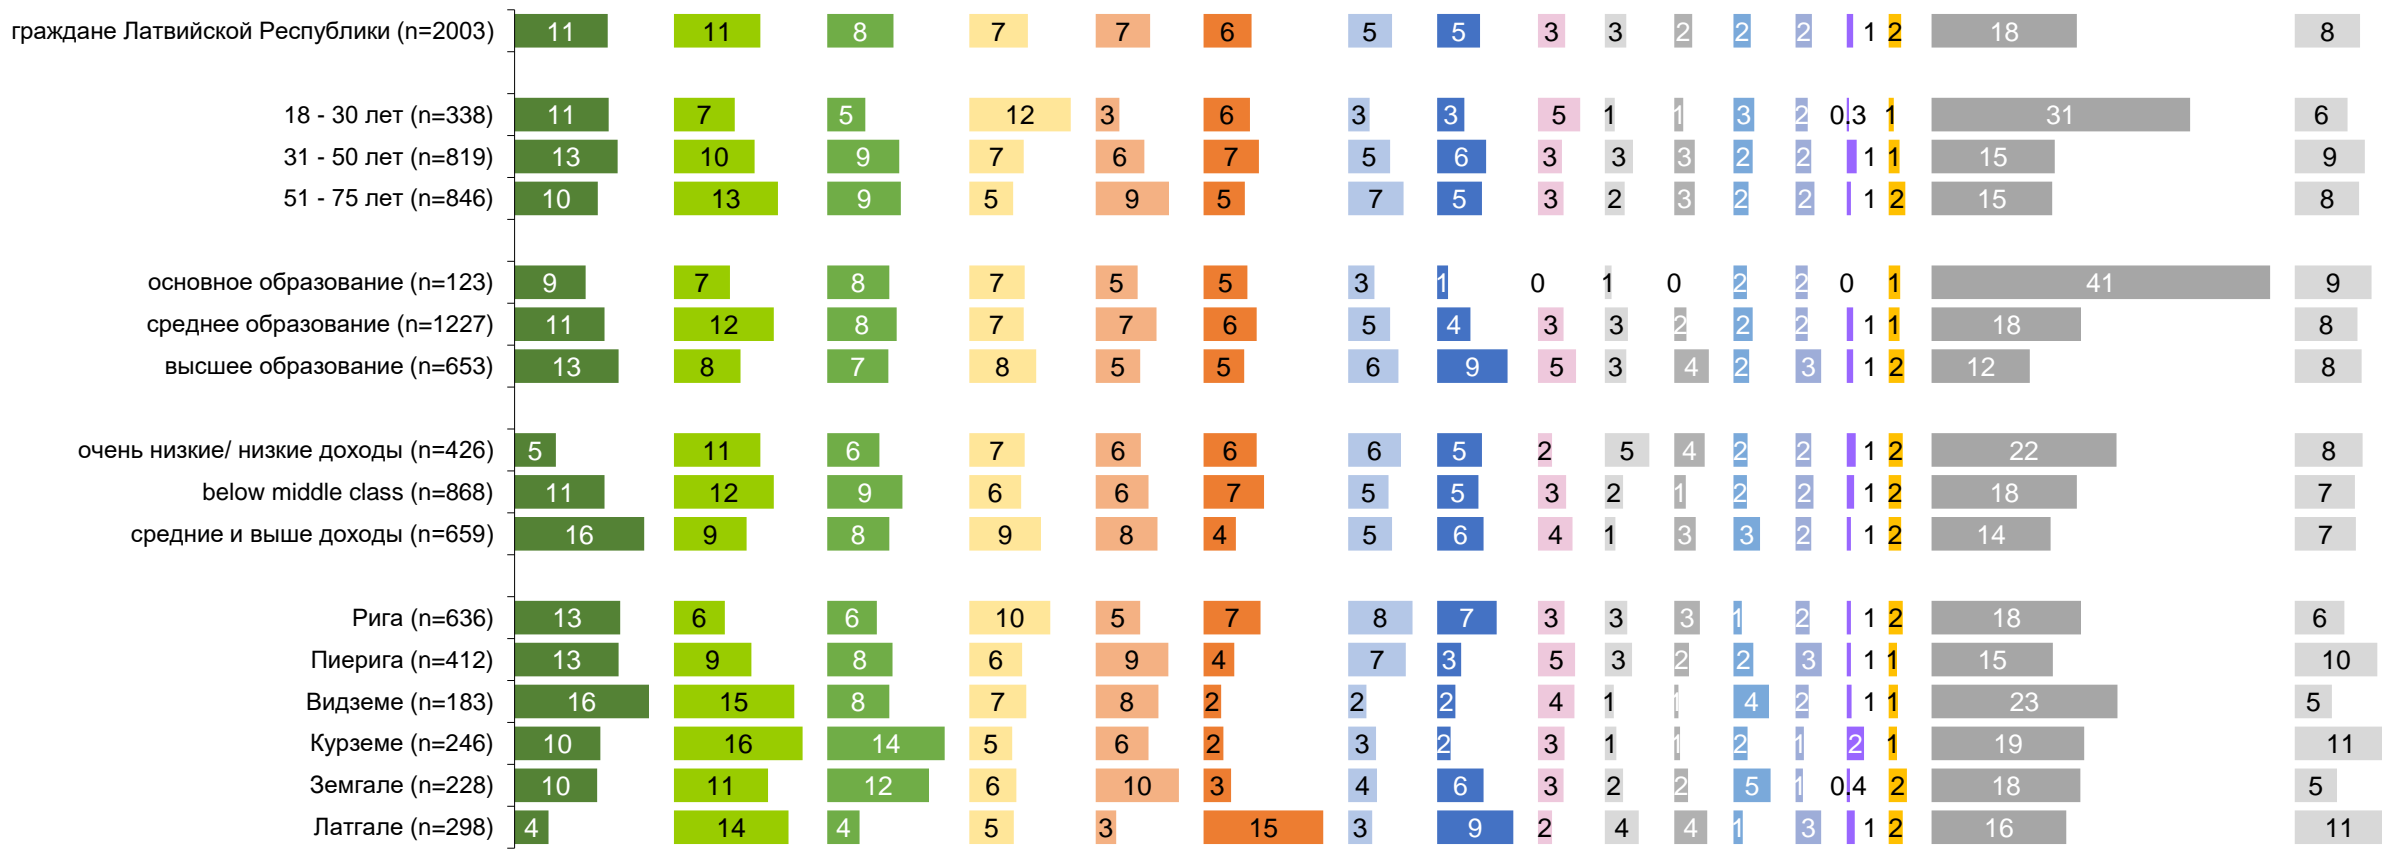 граждане Латвийской Республики (n=2003) 11 11 8 7 7 6 5 5 3 3 2 2 2 1 2 18 8
18 - 30 лет (n=338) 11 7 5 12 3 6 3 3 5 1 1 3 2 0.3 1 31 6
31 - 50 лет (n=819) 13 10 9 7 6 7 5 6 3 3 3 2 2 1 1 15 9
51 - 75 лет (n=846) 10 13 9 5 9 5 7 5 3 2 3 2 2 1 2 15 8
основное образование (n=123) 9 7 8 7 5 5 3 1 0 1 0 2 2 0 1 41 9
среднее образование (n=1227) 11 12 8 7 7 6 5 4 3 3 2 2 2 1 1 18 8
высшее образование (n=653) 13 8 7 8 5 5 6 9 5 3 4 2 3 1 2 12 8
очень низкие/ низкие доходы (n=426) 5 11 6 7 6 6 6 5 2 5 4 2 2 1 2 22 8
below middle class (n=868) 11 12 9 6 6 7 5 5 3 2 1 2 2 1 2 18 7
средние и выше доходы (n=659) 16 9 8 9 8 4 5 6 4 1 3 3 2 1 2 14 7
Рига (n=636) 13 6 6 10 5 7 8 7 3 3 3 1 2 1 2 18 6
Пиерига (n=412) 13 9 8 6 9 4 7 3 5 3 2 2 3 1 1 15 10
Видземе (n=183) 16 15 8 7 8 2 2 2 4 1 1 4 2 1 1 23 5
Курземе (n=246) 10 16 14 5 6 2 3 2 3 1 1 2 1 2 1 19 11
Земгале (n=228) 10 11 12 6 10 3 4 6 3 2 2 5 1 0.4 2 18 5
Латгале (n=298) 4 14 4 5 3 15 3 9 2 4 4 1 3 1 2 16 11